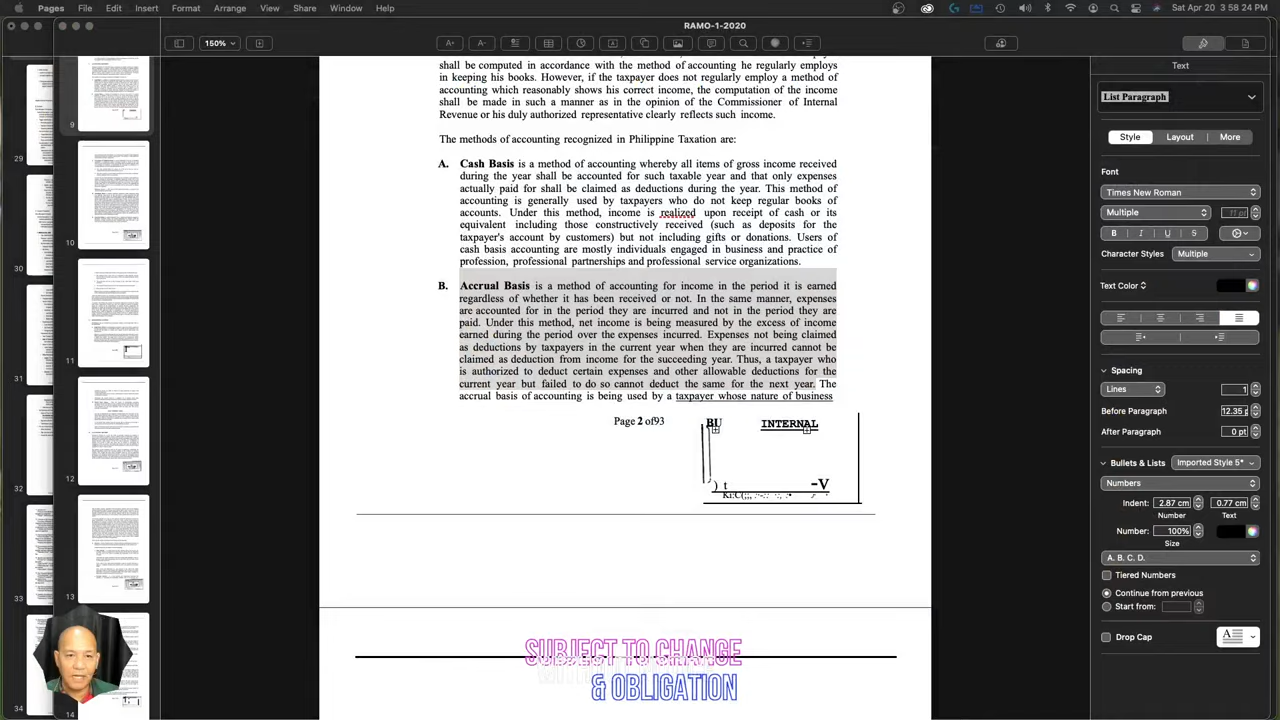 Pages File Edit Insert Format Arrange View Share Window Help Sat Apr 20 3:58:24 PM
RAMO-1-2020
150%
shall be computed in accordance with the method of accounting he regularly employs
in keeping his books. However, if the taxpayer does not regularly employ a method of
accounting which reasonably shows his correct income, the computation of the income
shall be made in such manner as in the opinion of the Commissioner of Internal
Revenue or his duly authorized representative clearly reflects such income.
The methods of accounting recognized in Philippine Taxation are:
A. Cash Basis is a method of accounting whereby all items of gross income received
during the year shall be accounted for such taxable year and that only expenses
actually paid for shall be claimed as deductions during the year. This method of
accounting is generally used by taxpayers who do not keep regular books of
accounts. Under this method, income is realized upon receipt of cash or its
equivalent including those constructively received (such as deposits for the
taxpayer's account by customers) but not including gifts or donations. Users of
cash basis accounting are mostly individuals engaged in business and practice of
profession, professional partnerships and professional service organizations.
B. Accrual Basis is a method of accounting for income in the period it is earned
regardless of whether it has been received or not. In the same manner, expenses
are accounted for in the period they are incurred and not in the period they are
paid. Under this method, net income is being measured by the excess of income
earned during the period over the expenses incurred. Expenses not being claimed
as deductions by taxpayers in the current year when they are incurred cannot be
claimed as deduction from income for the succeeding year. Thus, a taxpayer who
is authorized to deduct certain expenses and other allowable deductions for the
current year but failed to do so cannot deduct the same for the next year. The
accrual basis of accounting is being used by a taxpayer whose nature of business
Page 2 of 93
INTERNAL
) t -V
SUBJECT TO CHANGE
& OBLIGATION
9
10
11
12
13
14
29
30
31
32
33
34
Text
List Paragraph
Style Layout More
Font
Times New Roman
Multiple 11 pt
B I U
Character Styles Multiple
Text Color
Spacing
Lines
Before Paragraph 12.35
After Paragraph 0 pt
Bullets & Lists Imported Style 5*
Numbers
Indent: 2.87 cm 0.77 cm
Number Text
Number:
Size
A. B. C. D.
Tiered Numbers
Continue from previous
Start from:
Drop Cap